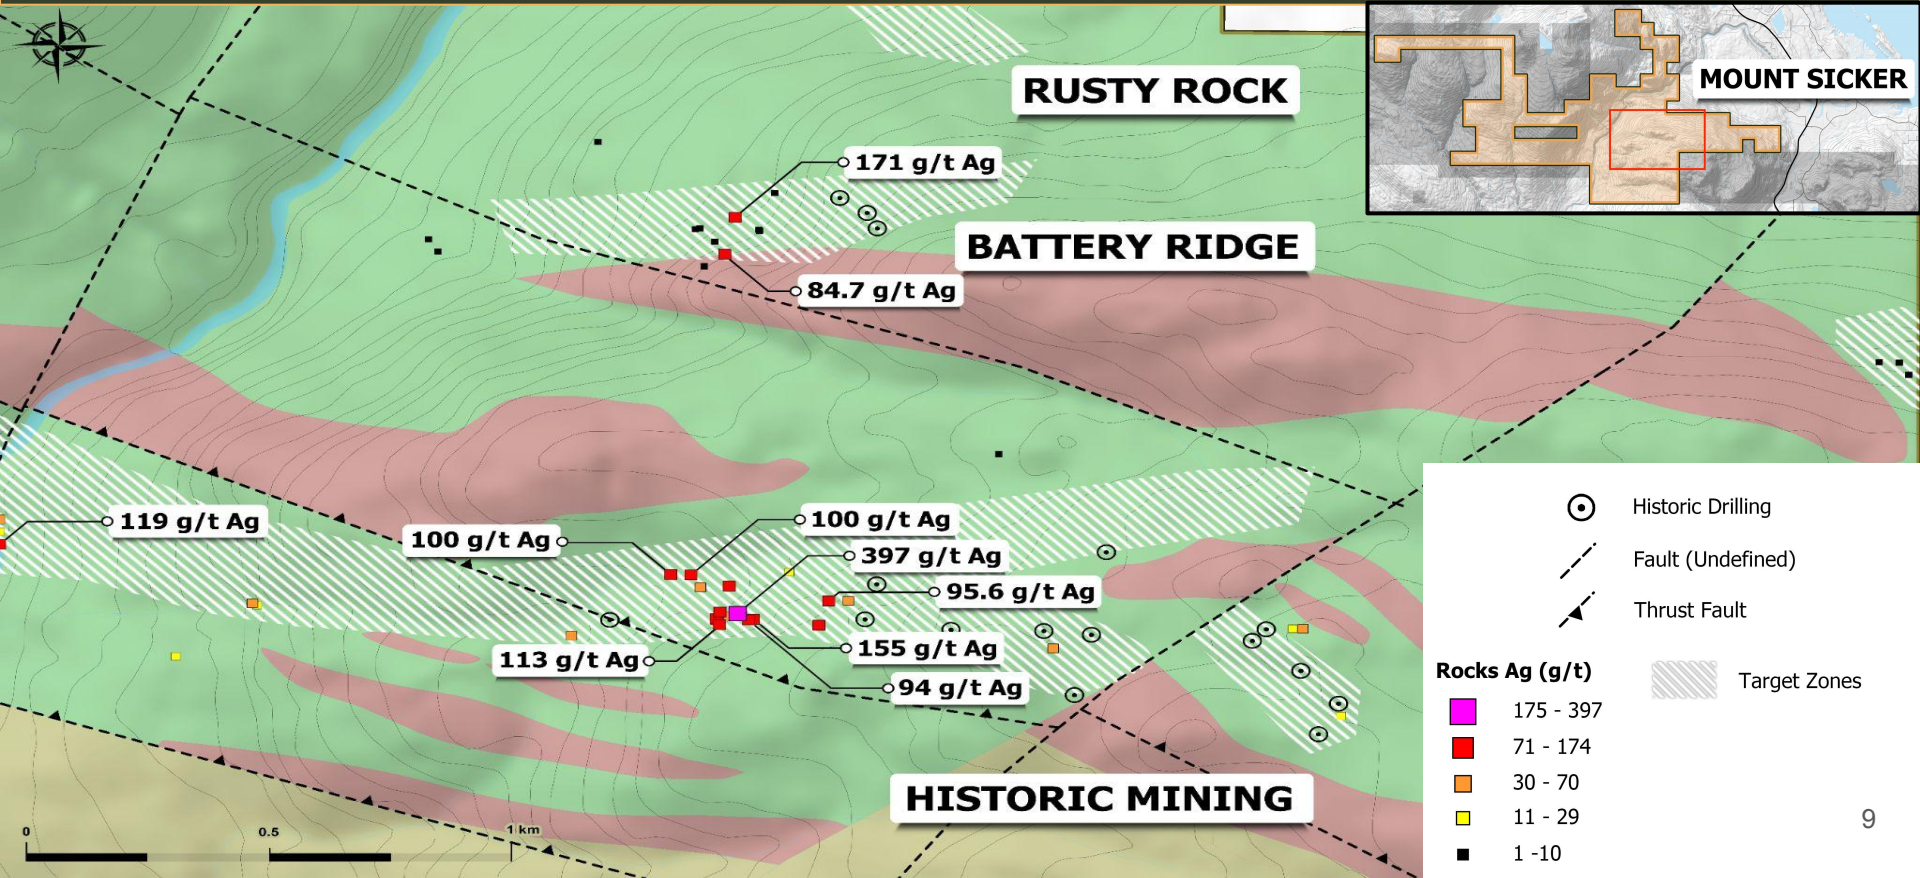 RUSTY ROCK
MOUNT SICKER
171 g/t Ag
BATTERY RIDGE
84.7 g/t Ag
119 g/t Ag
100 g/t Ag
100 g/t Ag
397 g/t Ag
95.6 g/t Ag
113 g/t Ag
155 g/t Ag
94 g/t Ag
HISTORIC MINING
0 0.5 1 km
Historic Drilling
Fault (Undefined)
Thrust Fault
Rocks Ag (g/t)
Target Zones
175 - 397
71 - 174
30 - 70
11 - 29
1 -10
9